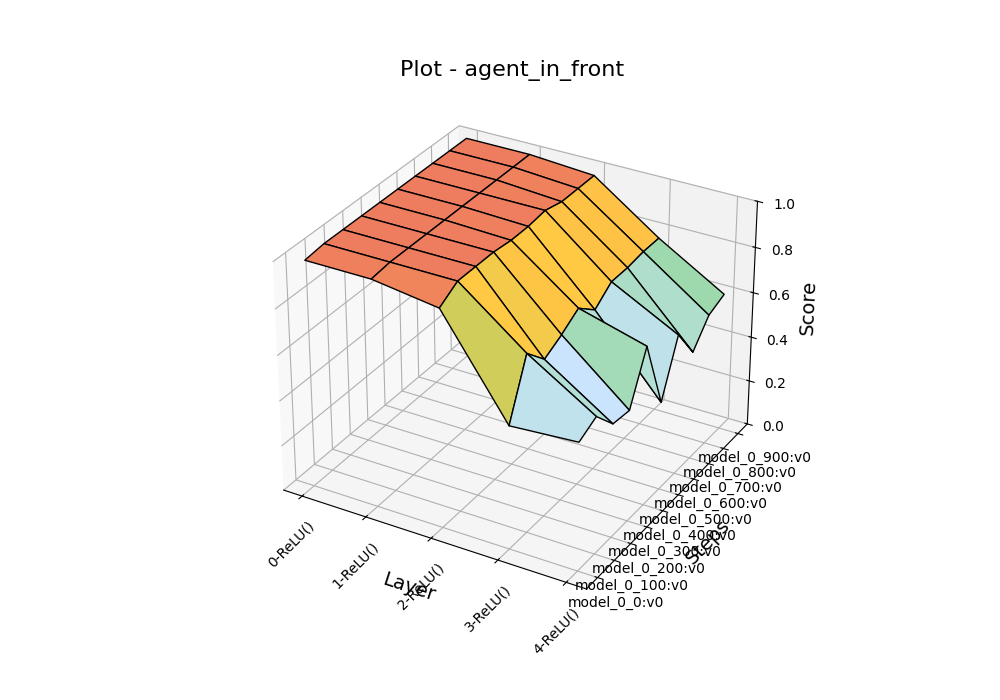 Plot - agent_in_front
1.0
0.8
0.6
0.4
0.2
0.0
Score
model_0_900:v0
model_0_800:v0
model_0_700:v0
model_0_600:v0
model_0_500:v0
model_0_400:v0
model_0_300:v0
model_0_200:v0
model_0_100:v0
model_0_0:v0
Steps
0-ReLU()
1-ReLU()
2-ReLU()
3-ReLU()
4-ReLU()
Layer